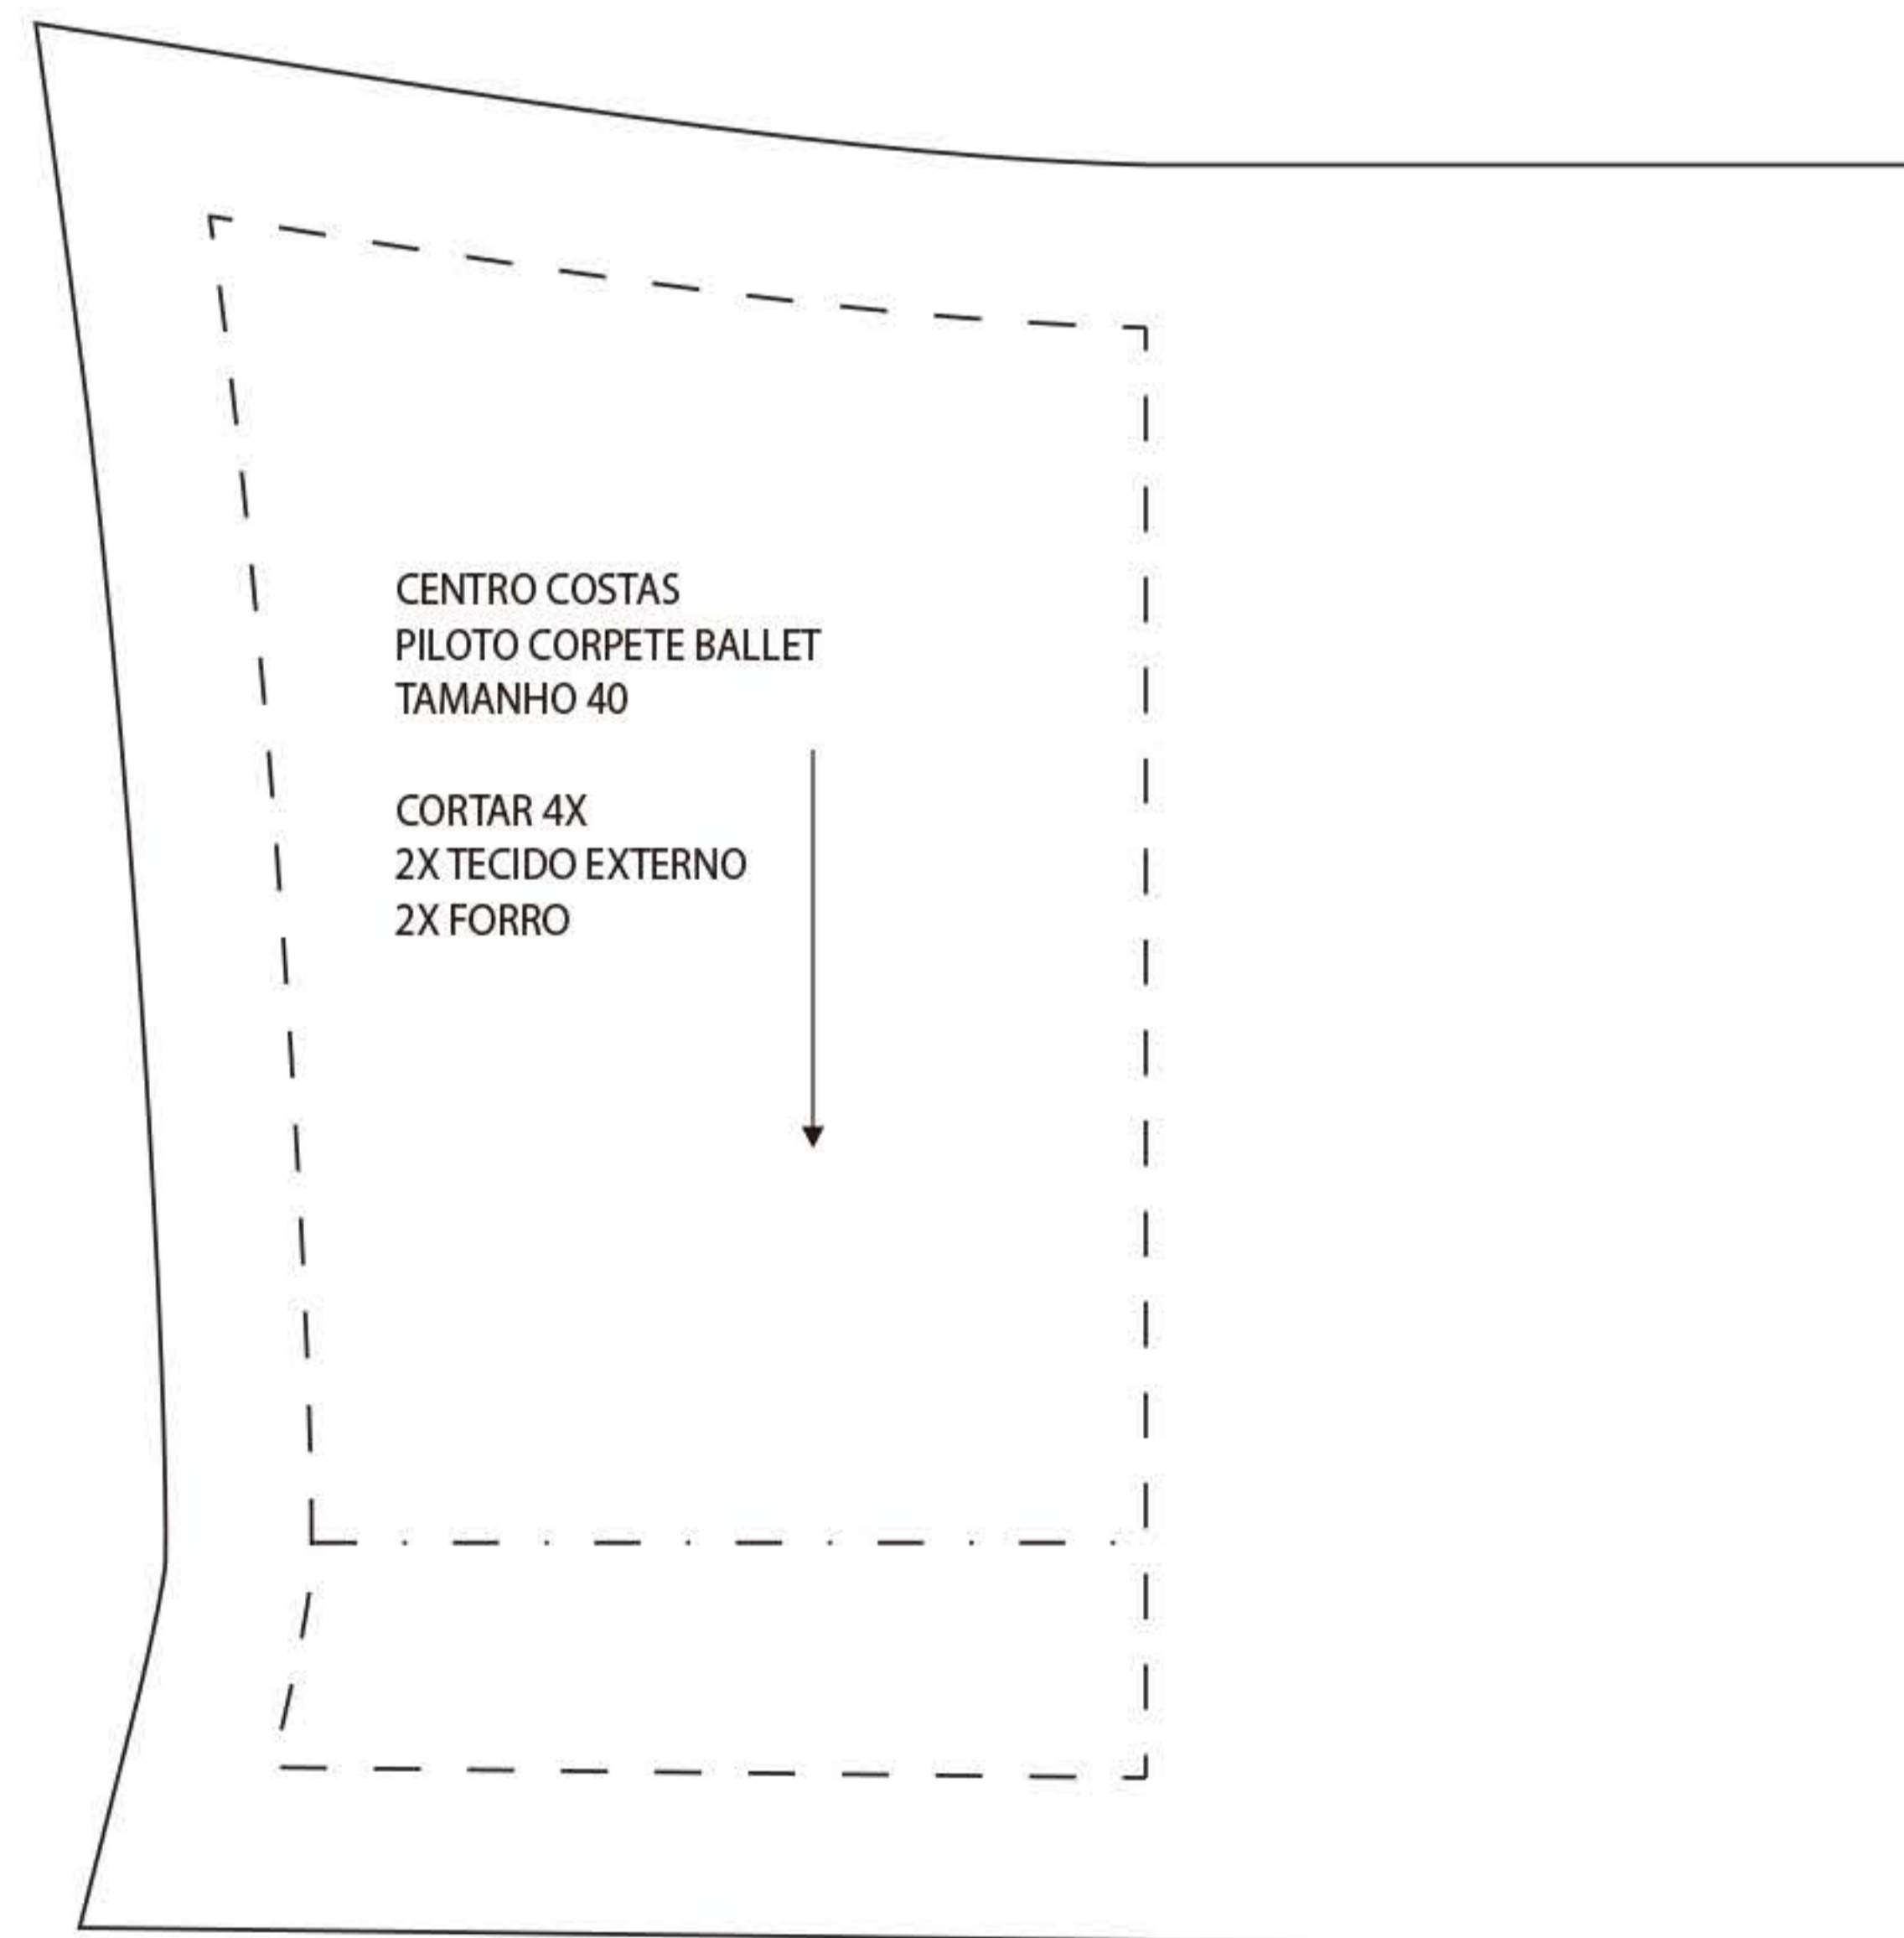 CENTRO COSTAS
PILOTO CORPETE BALLET
TAMANHO 40
CORTAR 4X
2X TECIDO EXTERNO
2X FORRO